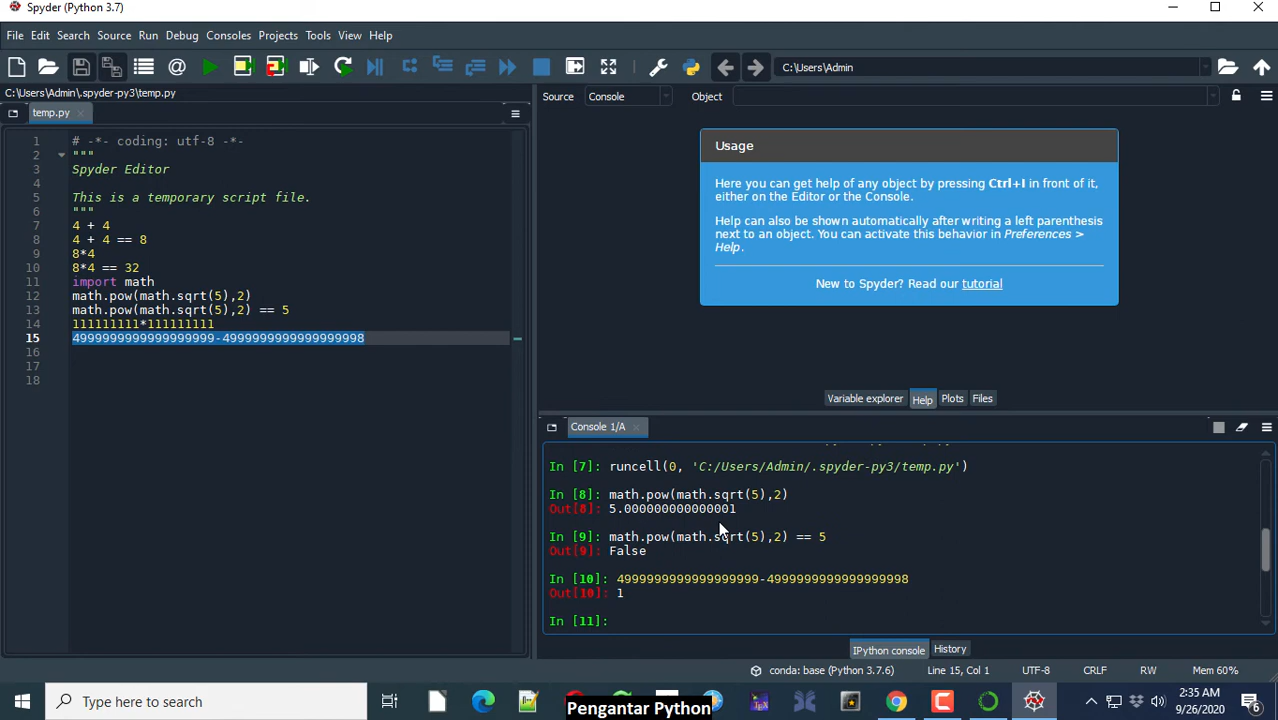 Spyder (Python 3.7)
File Edit Search Source Run Debug Consoles Projects Tools View Help
C:\Users\Admin
C:\Users\Admin\.spyder-py3\temp.py
temp.py
1 # -*- coding: utf-8 -*-
2 """
3 Spyder Editor
4
5 This is a temporary script file.
6 """
7 4 + 4
8 4 + 4 == 8
9 8*4
10 8*4 == 32
11 import math
12 math.pow(math.sqrt(5),2)
13 math.pow(math.sqrt(5),2) == 5
14 111111111*111111111
15 4999999999999999999-4999999999999999998
16
17
18
Source Console Object
Usage
Here you can get help of any object by pressing Ctrl+I in front of it,
either on the Editor or the Console.
Help can also be shown automatically after writing a left parenthesis
next to an object. You can activate this behavior in Preferences >
Help.
New to Spyder? Read our tutorial
Variable explorer Help Plots Files
Console 1/A
In [7]: runcell(0, 'C:/Users/Admin/.spyder-py3/temp.py')
In [8]: math.pow(math.sqrt(5),2)
Out[8]: 5.000000000000001
In [9]: math.pow(math.sqrt(5),2) == 5
Out[9]: False
In [10]: 4999999999999999999-4999999999999999998
Out[10]: 1
In [11]:
IPython console History
conda: base (Python 3.7.6) Line 15, Col 1 UTF-8 CRLF RW Mem 60%
Type here to search
Pengantar Python
2:35 AM
9/26/2020
6